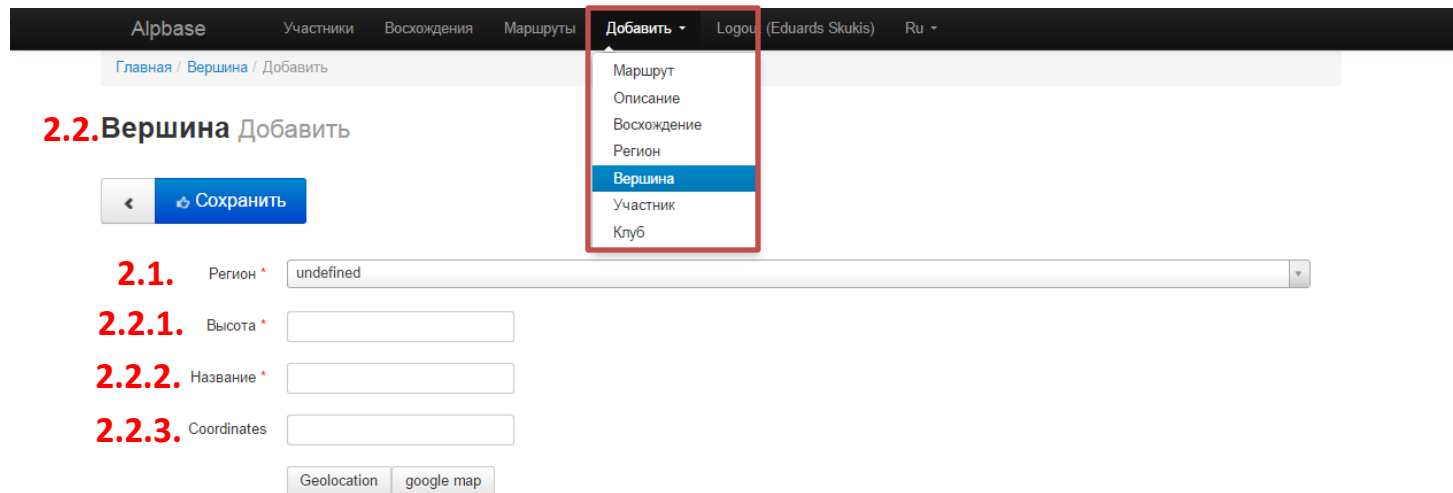 Alpbase Участники Восхождения Маршруты Добавить Logout (Eduards Skukis) Ru
Главная / Вершина / Добавить
Маршрут
Описание
Восхождение
Регион
Вершина
Участник
Клуб
2.2. Вершина Добавить
Сохранить
2.1. Регион * undefined
2.2.1. Высота *
2.2.2. Название *
2.2.3. Coordinates
Geolocation google map